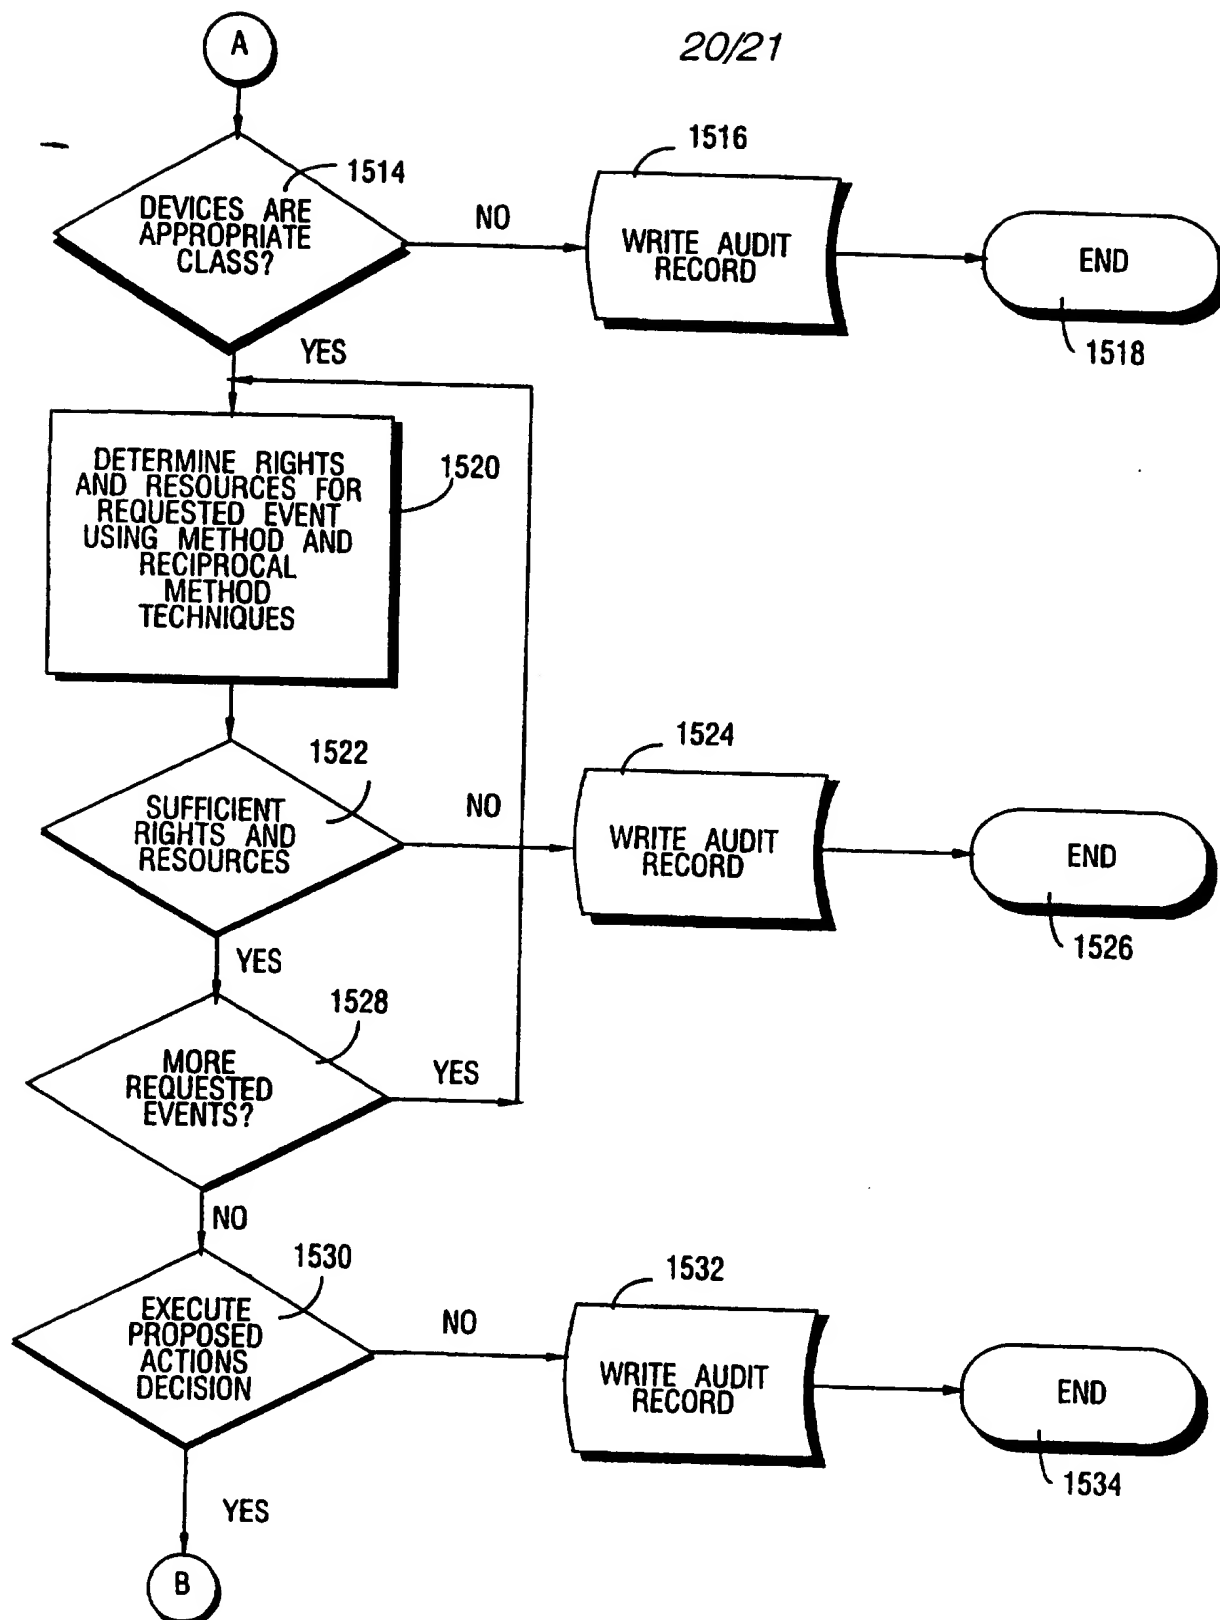 A
20/21
1514
DEVICES ARE
APPROPRIATE
CLASS?
NO
1516
WRITE AUDIT
RECORD
END
1518
YES
DETERMINE RIGHTS
AND RESOURCES FOR
REQUESTED EVENT
USING METHOD AND
RECIPROCAL
METHOD
TECHNIQUES
1520
1522
SUFFICIENT
RIGHTS AND
RESOURCES
NO
1524
WRITE AUDIT
RECORD
END
1526
YES
1528
MORE
REQUESTED
EVENTS?
YES
NO
1530
EXECUTE
PROPOSED
ACTIONS
DECISION
NO
1532
WRITE AUDIT
RECORD
END
1534
YES
B